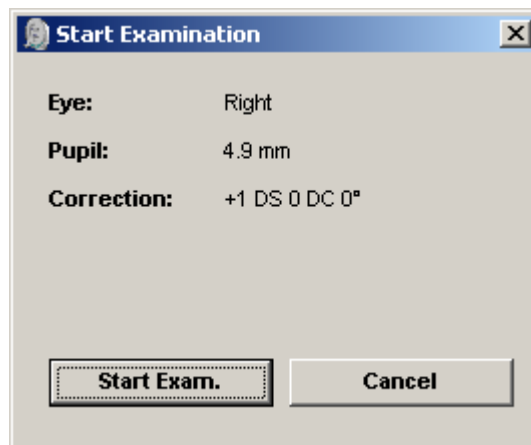 Start Examination
Eye: Right
Pupil: 4.9 mm
Correction: +1 DS 0 DC 0°
Start Exam. Cancel